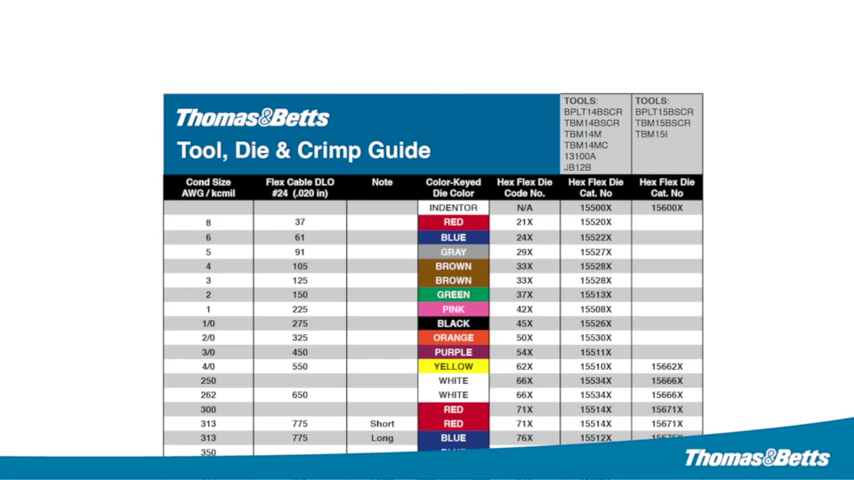 Thomas&Betts
Tool, Die & Crimp Guide
TOOLS:
BPLT14BSCR
TBM14BSCR
TBM14M
TBM14MC
13100A
JB12B
TOOLS:
BPLT15BSCR
TBM15BSCR
TBM15I
Cond Size AWG / kcmil Flex Cable DLO #24 (.020 in) Note Color-Keyed Die Color Hex Flex Die Code No. Hex Flex Die Cat. No Hex Flex Die Cat. No
INDENTOR N/A 15500X 15600X
8 37 RED 21X 15520X
6 61 BLUE 24X 15522X
5 91 GRAY 29X 15527X
4 105 BROWN 33X 15528X
3 125 BROWN 33X 15528X
2 150 GREEN 37X 15513X
1 225 PINK 42X 15508X
1/0 275 BLACK 45X 15526X
2/0 325 ORANGE 50X 15530X
3/0 450 PURPLE 54X 15511X
4/0 550 YELLOW 62X 15510X 15662X
250 WHITE 66X 15534X 15666X
262 650 WHITE 66X 15534X 15666X
300 RED 71X 15514X 15671X
313 775 Short RED 71X 15514X 15671X
313 775 Long BLUE 76X 15512X
350
Thomas&Betts